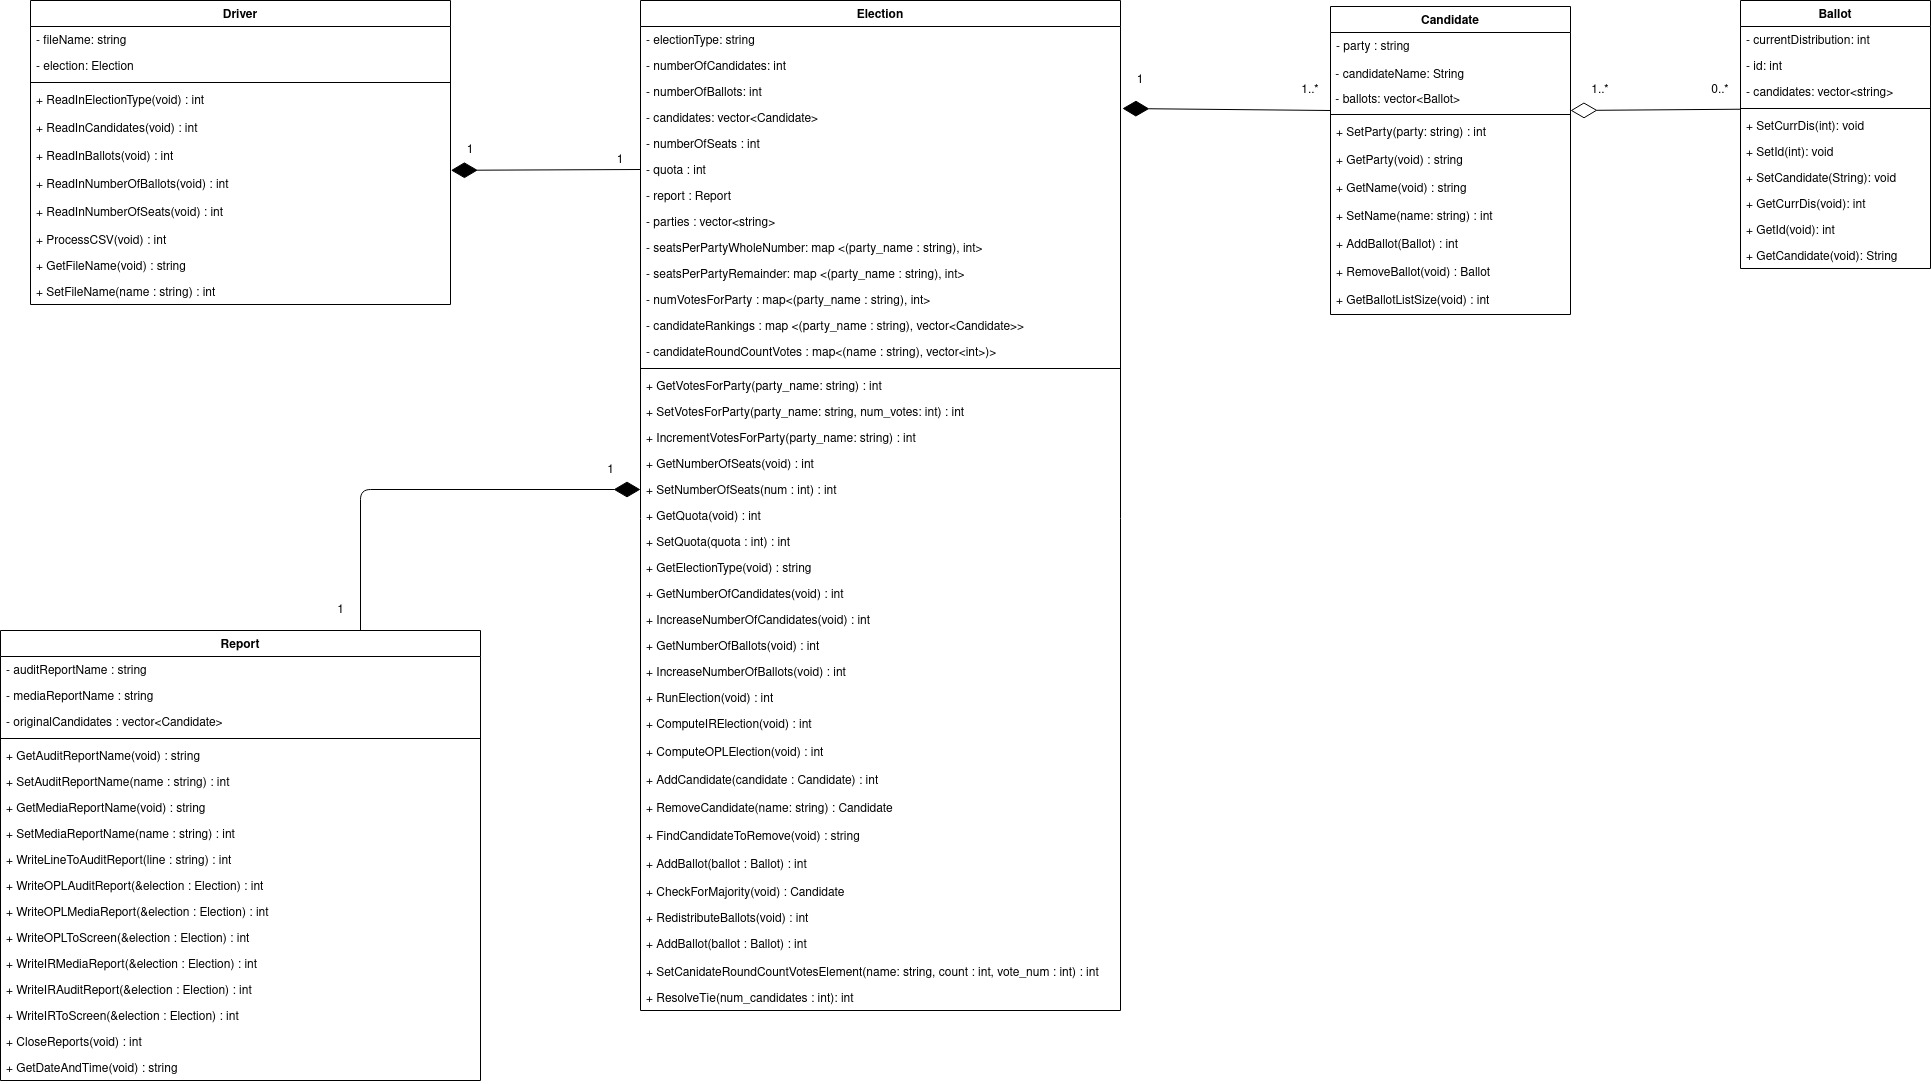 Driver
- fileName: string
- election: Election
+ ReadInElectionType(void) : int
+ ReadInCandidates(void) : int
+ ReadInBallots(void) : int
+ ReadInNumberOfBallots(void) : int
+ ReadInNumberOfSeats(void) : int
+ ProcessCSV(void) : int
+ GetFileName(void) : string
+ SetFileName(name : string) : int
1
1
Election
- electionType: string
- numberOfCandidates: int
- numberOfBallots: int
- candidates: vector<Candidate>
- numberOfSeats : int
- quota : int
- report : Report
- parties : vector<string>
- seatsPerPartyWholeNumber: map <(party_name : string), int>
- seatsPerPartyRemainder: map <(party_name : string), int>
- numVotesForParty : map<(party_name : string), int>
- candidateRankings : map <(party_name : string), vector<Candidate>>
- candidateRoundCountVotes : map<(name : string), vector<int>)>
+ GetVotesForParty(party_name: string) : int
+ SetVotesForParty(party_name: string, num_votes: int) : int
+ IncrementVotesForParty(party_name: string) : int
+ GetNumberOfSeats(void) : int
+ SetNumberOfSeats(num : int) : int
+ GetQuota(void) : int
+ SetQuota(quota : int) : int
+ GetElectionType(void) : string
+ GetNumberOfCandidates(void) : int
+ IncreaseNumberOfCandidates(void) : int
+ GetNumberOfBallots(void) : int
+ IncreaseNumberOfBallots(void) : int
+ RunElection(void) : int
+ ComputeIRElection(void) : int
+ ComputeOPLElection(void) : int
+ AddCandidate(candidate : Candidate) : int
+ RemoveCandidate(name: string) : Candidate
+ FindCandidateToRemove(void) : string
+ AddBallot(ballot : Ballot) : int
+ CheckForMajority(void) : Candidate
+ RedistributeBallots(void) : int
+ AddBallot(ballot : Ballot) : int
+ SetCanidateRoundCountVotesElement(name: string, count : int, vote_num : int) : int
+ ResolveTie(num_candidates : int): int
1
1..*
Candidate
- party : string
- candidateName: String
- ballots: vector<Ballot>
+ SetParty(party: string) : int
+ GetParty(void) : string
+ GetName(void) : string
+ SetName(name: string) : int
+ AddBallot(Ballot) : int
+ RemoveBallot(void) : Ballot
+ GetBallotListSize(void) : int
1..*
0..*
Ballot
- currentDistribution: int
- id: int
- candidates: vector<string>
+ SetCurrDis(int): void
+ SetId(int): void
+ SetCandidate(String): void
+ GetCurrDis(void): int
+ GetId(void): int
+ GetCandidate(void): String
1
1
Report
- auditReportName : string
- mediaReportName : string
- originalCandidates : vector<Candidate>
+ GetAuditReportName(void) : string
+ SetAuditReportName(name : string) : int
+ GetMediaReportName(void) : string
+ SetMediaReportName(name : string) : int
+ WriteLineToAuditReport(line : string) : int
+ WriteOPLAuditReport(&election : Election) : int
+ WriteOPLMediaReport(&election : Election) : int
+ WriteOPLToScreen(&election : Election) : int
+ WriteIRMediaReport(&election : Election) : int
+ WriteIRAuditReport(&election : Election) : int
+ WriteIRToScreen(&election : Election) : int
+ CloseReports(void) : int
+ GetDateAndTime(void) : string